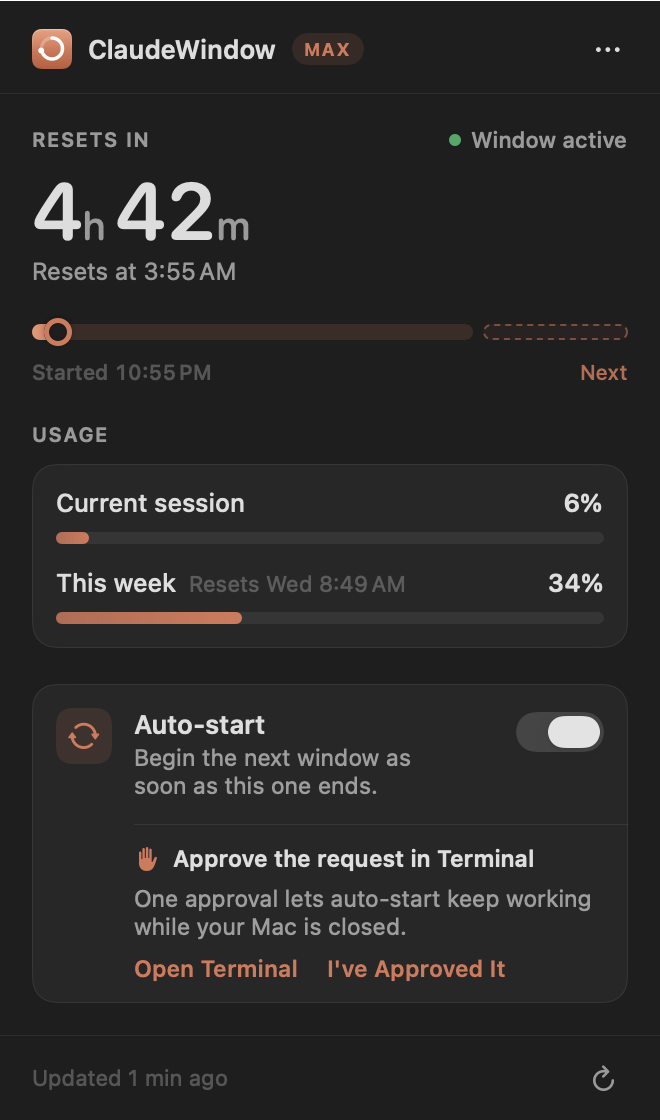 ClaudeWindow MAX
RESETS IN
Window active
4h 42m
Resets at 3:55 AM
Started 10:55 PM
Next
USAGE
Current session 6%
This week Resets Wed 8:49 AM 34%
Auto-start
Begin the next window as
soon as this one ends.
Approve the request in Terminal
One approval lets auto-start keep working
while your Mac is closed.
Open Terminal I've Approved It
Updated 1 min ago